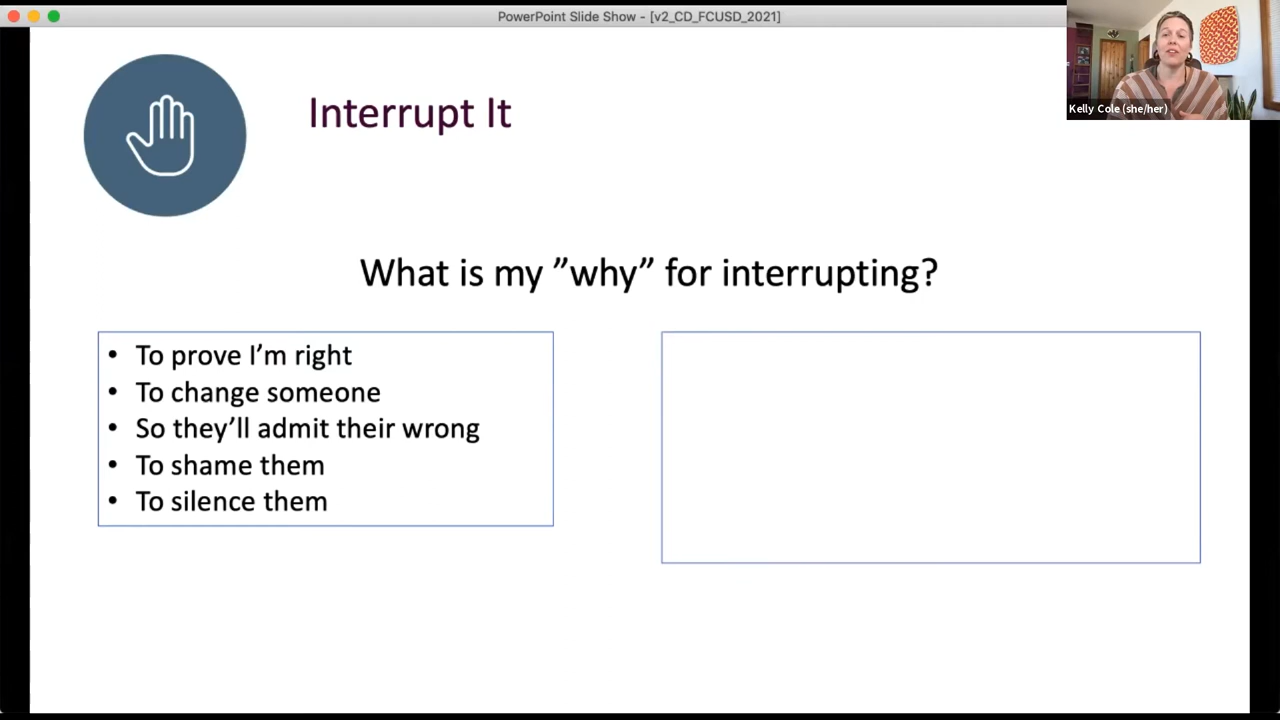 PowerPoint Slide Show - [v2_CD_FCUSD_2021]
Kelly Cole (she/her)
Interrupt It
What is my ”why” for interrupting?
• To prove I’m right
• To change someone
• So they’ll admit their wrong
• To shame them
• To silence them